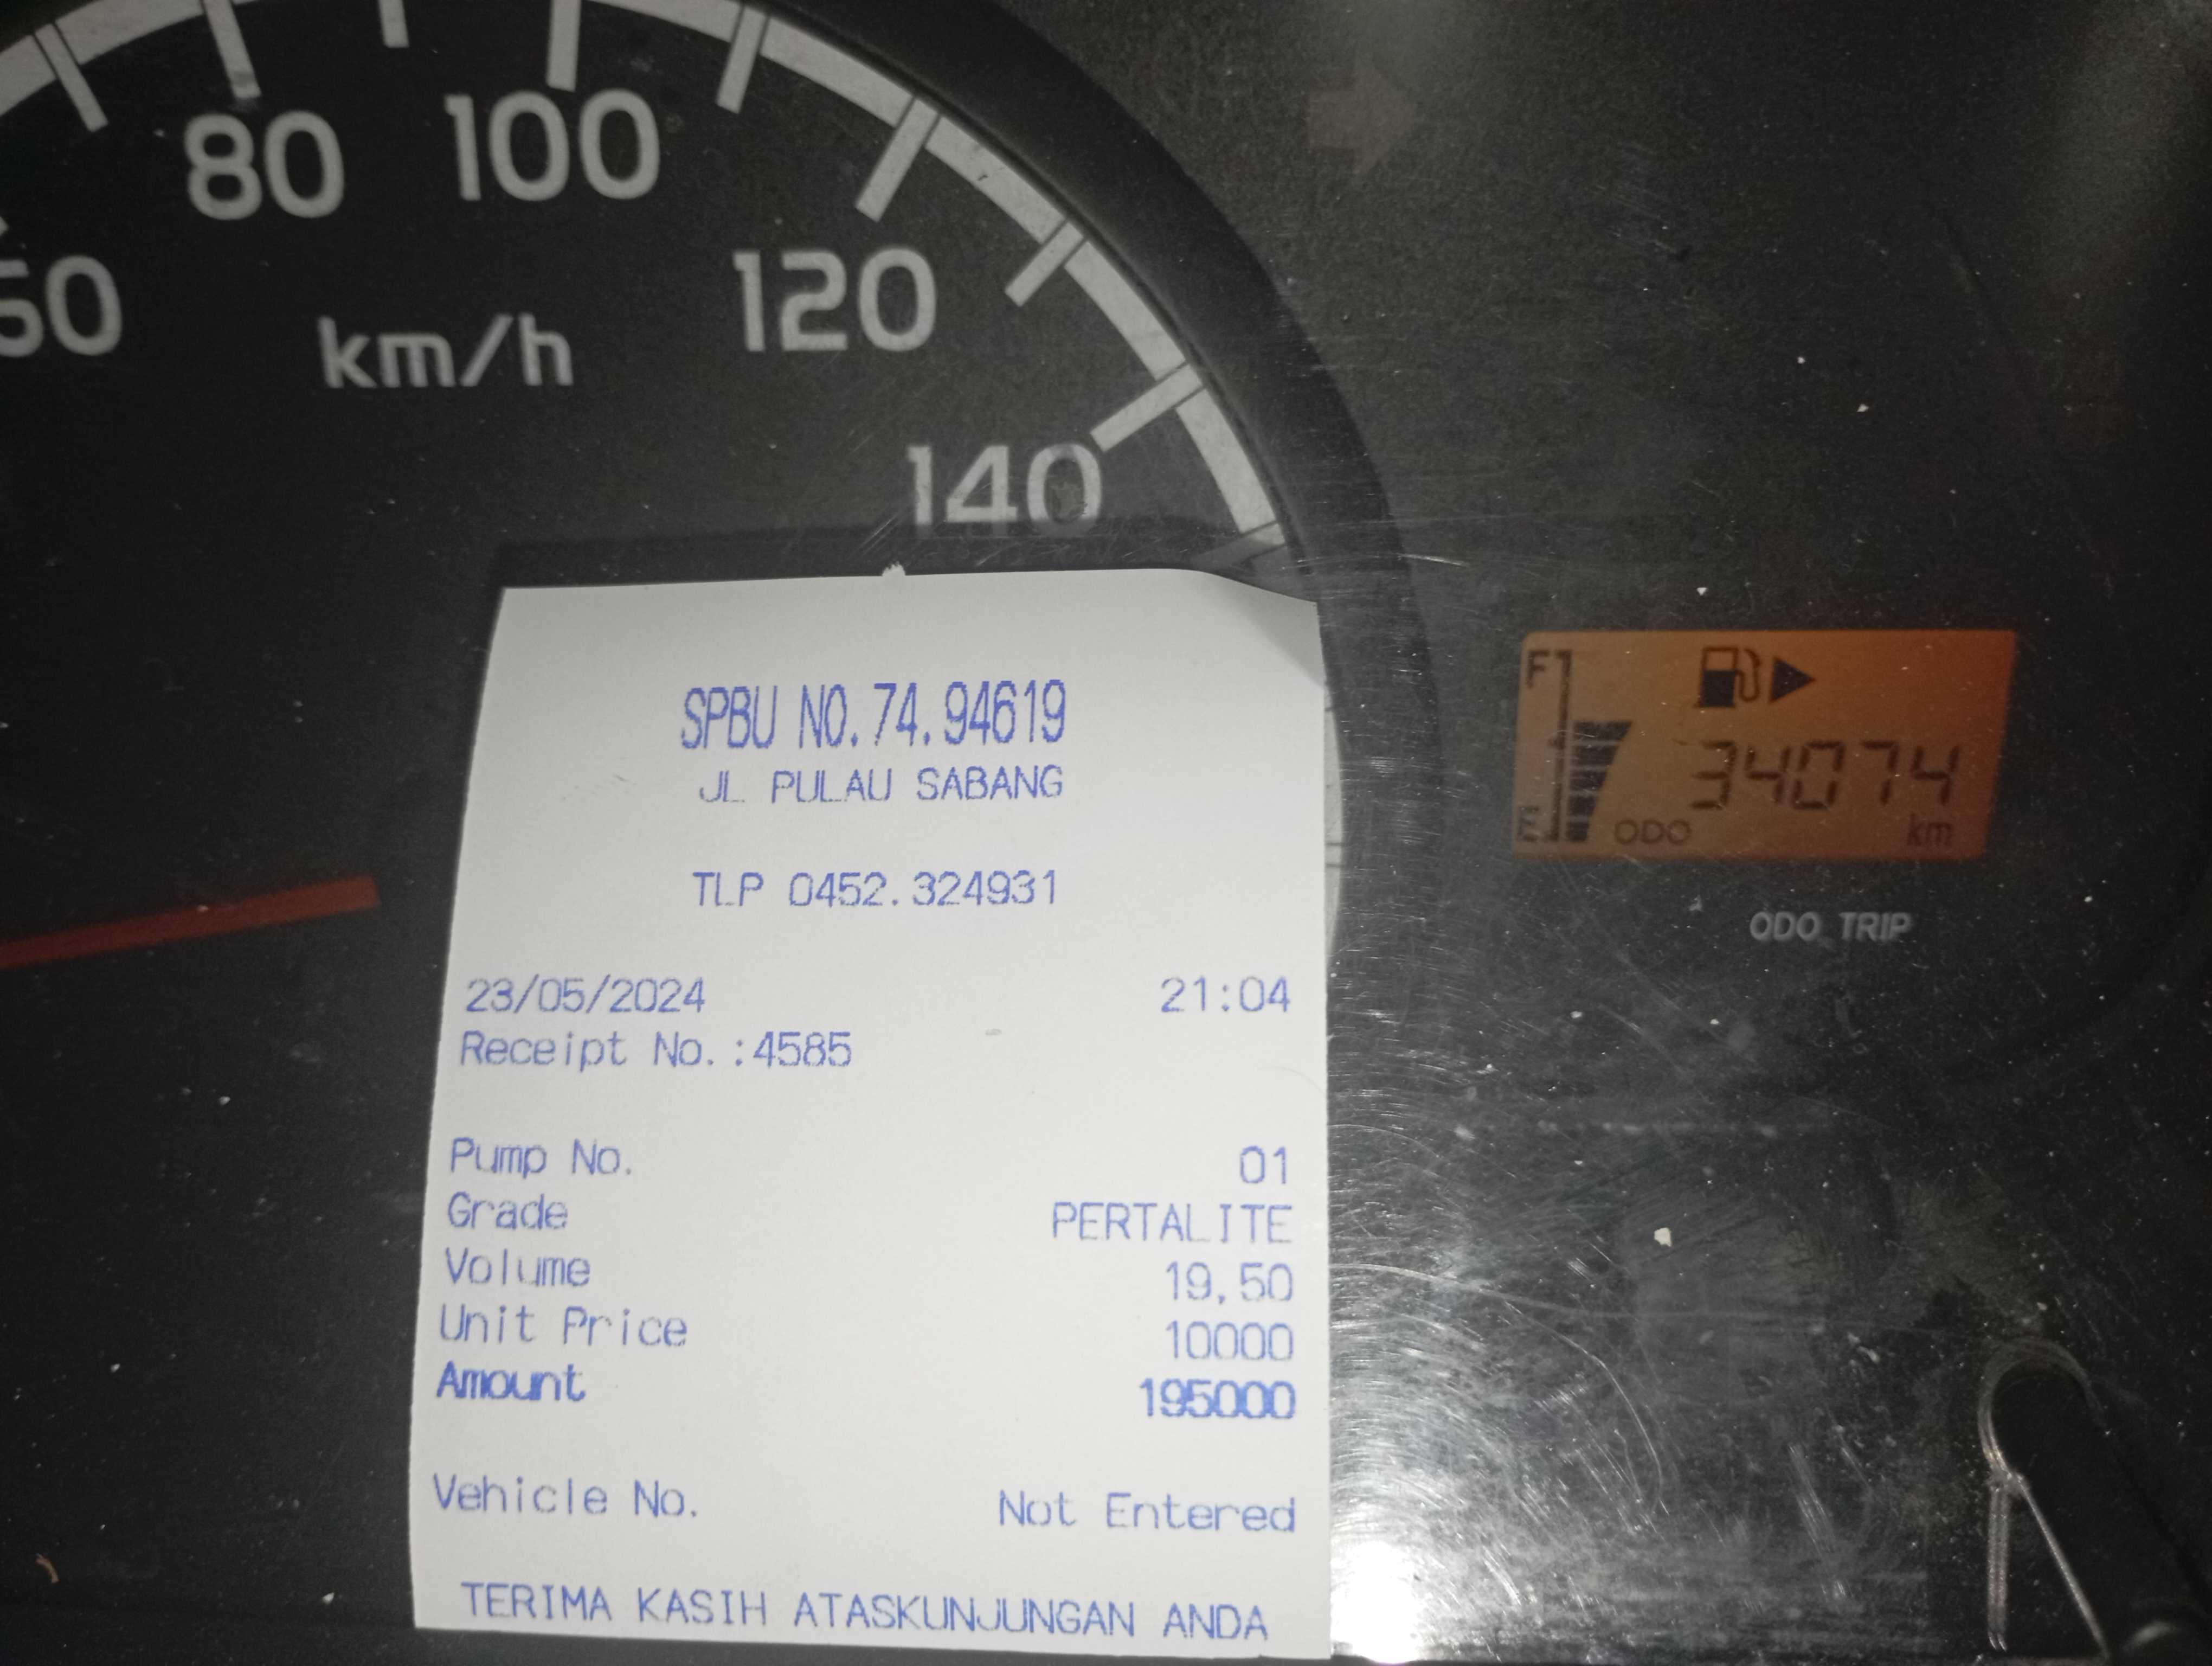 80 100
60 120
km/h
140
SPBU NO.74.94619
JL PULAU SABANG
TLP 0452.324931
23/05/2024 21:04
Receipt No.:4585
Pump No. 01
Grade PERTALITE
Volume 19,50
Unit Price 10000
Amount 195000
Vehicle No. Not Entered
TERIMA KASIH ATASKUNJUNGAN ANDA
F
34074
E ODO km
ODO TRIP